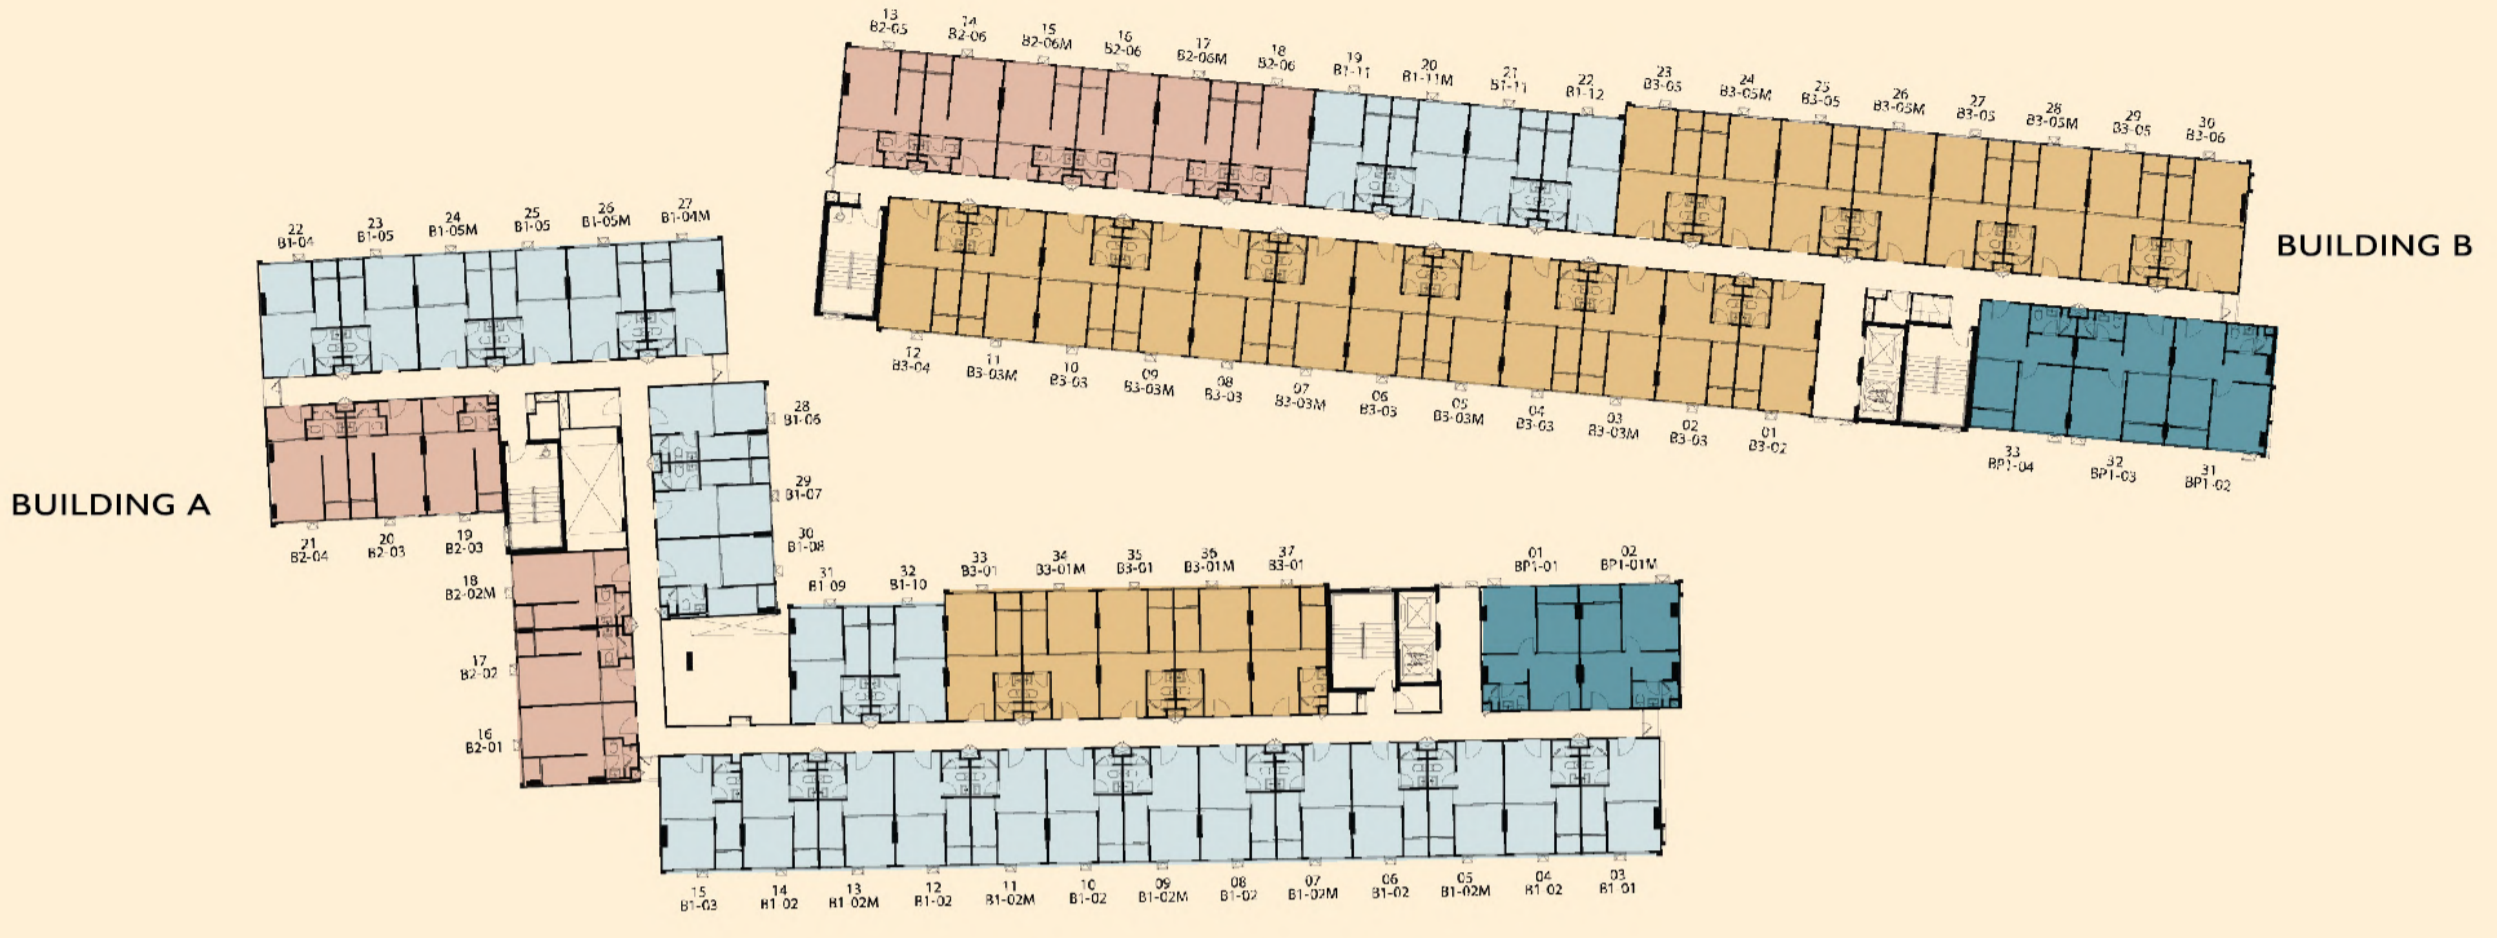 13
B2-05
14
B2-06
15
B2-06M
16
B2-06
17
B2-06M
18
B2-06
19
B1-11
20
B1-11M
21
B1-11
22
B1-12
23
B3-05
24
B3-05M
25
B3-05
26
B3-05M
27
B3-05
28
B3-05M
29
B3-05
30
B3-06
BUILDING B
12
B3-04
11
B3-03M
10
B3-03
09
B3-03M
08
B3-03
07
B3-03M
06
B3-03
05
B3-03M
04
B3-03
03
B3-03M
02
B3-03
01
B3-02
33
BP1-04
32
BP1-03
31
BP1-02
22
B1-04
23
B1-05
24
B1-05M
25
B1-05
26
B1-05M
27
B1-04M
28
B1-06
29
B1-07
30
B1-08
BUILDING A
21
B2-04
20
B2-03
19
B2-03
18
B2-02M
17
B2-02
16
B2-01
31
B1-09
32
B1-10
33
B3-01
34
B3-01M
35
B3-01
36
B3-01M
37
B3-01
01
BP1-01
02
BP1-01M
15
B1-03
14
B1-02
13
B1-02M
12
B1-02
11
B1-02M
10
B1-02
09
B1-02M
08
B1-02
07
B1-02M
06
B1-02
05
B1-02M
04
B1-02
03
B1-01